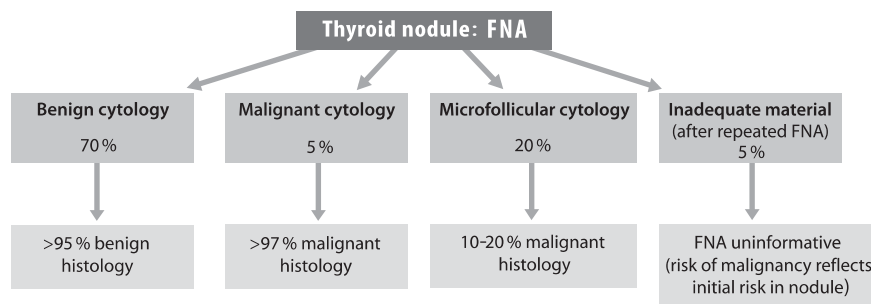 Thyroid nodule: FNA
Benign cytology
70 %
Malignant cytology
5 %
Microfollicular cytology
20 %
Inadequate material
(after repeated FNA)
5 %
>95 % benign
histology
>97 % malignant
histology
10-20 % malignant
histology
FNA uninformative
(risk of malignancy reflects
initial risk in nodule)